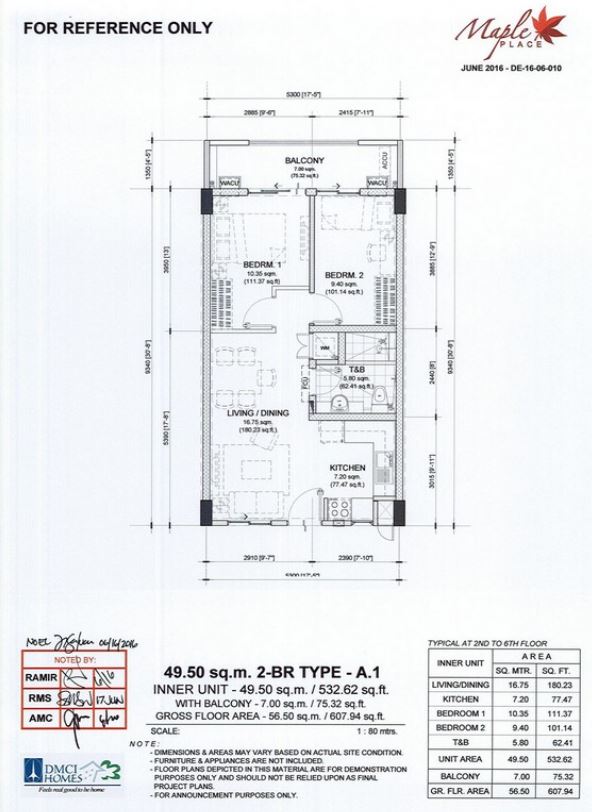 FOR REFERENCE ONLY
Maple
PLACE
JUNE 2016 - DE-16-06-010
5300 [17'-5"]
2885 [9'-6"]
2415 [7'-11"]
1350 [4'-5"]
1350 [4'-5"]
BALCONY
7.00 sq.m.
(75.32 sq.ft.)
ACCU
WACU
WACU
3950 [13']
3885 [12'-9"]
BEDRM. 1
10.35 sqm.
(111.37 sq.ft)
BEDRM. 2
9.40 sqm.
(101.14 sq.ft.)
9340 [30'-8"]
9340 [30'-8"]
WM
T&B
5.80 sqm.
(62.41 sq.ft.)
2440 [8']
FCU
LIVING / DINING
16.75 sqm.
(180.23 sq.ft.)
5390 [17'-8"]
KITCHEN
7.20 sqm.
(77.47 sq.ft.)
3015 [9'-11"]
2910 [9'-7"]
2390 [7'-10"]
5300 [17'-5"]
NOEL 06/16/2016
NOTED BY:
RAMIR 6/16
RMS 17 JUN
AMC
49.50 sq.m. 2-BR TYPE - A.1
INNER UNIT - 49.50 sq.m. / 532.62 sq.ft.
WITH BALCONY - 7.00 sq.m. / 75.32 sq.ft.
GROSS FLOOR AREA - 56.50 sq.m. / 607.94 sq.ft.
SCALE: 1 : 80 mtrs.
NOTE:
- DIMENSIONS & AREAS MAY VARY BASED ON ACTUAL SITE CONDITION.
- FURNITURE & APPLIANCES ARE NOT INCLUDED.
- FLOOR PLANS DEPICTED IN THIS MATERIAL ARE FOR DEMONSTRATION
PURPOSES ONLY AND SHOULD NOT BE RELIED UPON AS FINAL
PROJECT PLANS.
- FOR ANNOUNCEMENT PURPOSES ONLY.
DMCI
HOMES
Feels real good to be home
TYPICAL AT 2ND TO 6TH FLOOR
INNER UNIT AREA
SQ. MTR. SQ. FT.
LIVING/DINING 16.75 180.23
KITCHEN 7.20 77.47
BEDROOM 1 10.35 111.37
BEDROOM 2 9.40 101.14
T&B 5.80 62.41
UNIT AREA 49.50 532.62
BALCONY 7.00 75.32
GR. FLR AREA 56.50 607.94